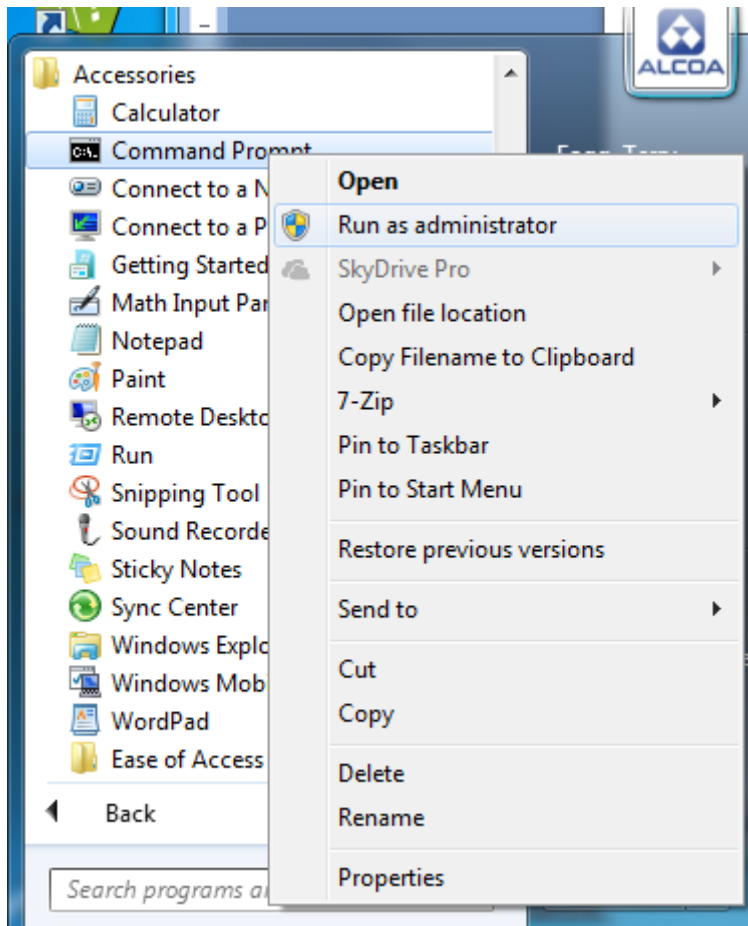 ALCOA
Accessories
Calculator
Command Prompt
Connect to a N
Connect to a P
Getting Started
Math Input Pan
Notepad
Paint
Remote Deskto
Run
Snipping Tool
Sound Recorde
Sticky Notes
Sync Center
Windows Explo
Windows Mobi
WordPad
Ease of Access
Back
Search programs a
Open
Run as administrator
SkyDrive Pro
Open file location
Copy Filename to Clipboard
7-Zip
Pin to Taskbar
Pin to Start Menu
Restore previous versions
Send to
Cut
Copy
Delete
Rename
Properties